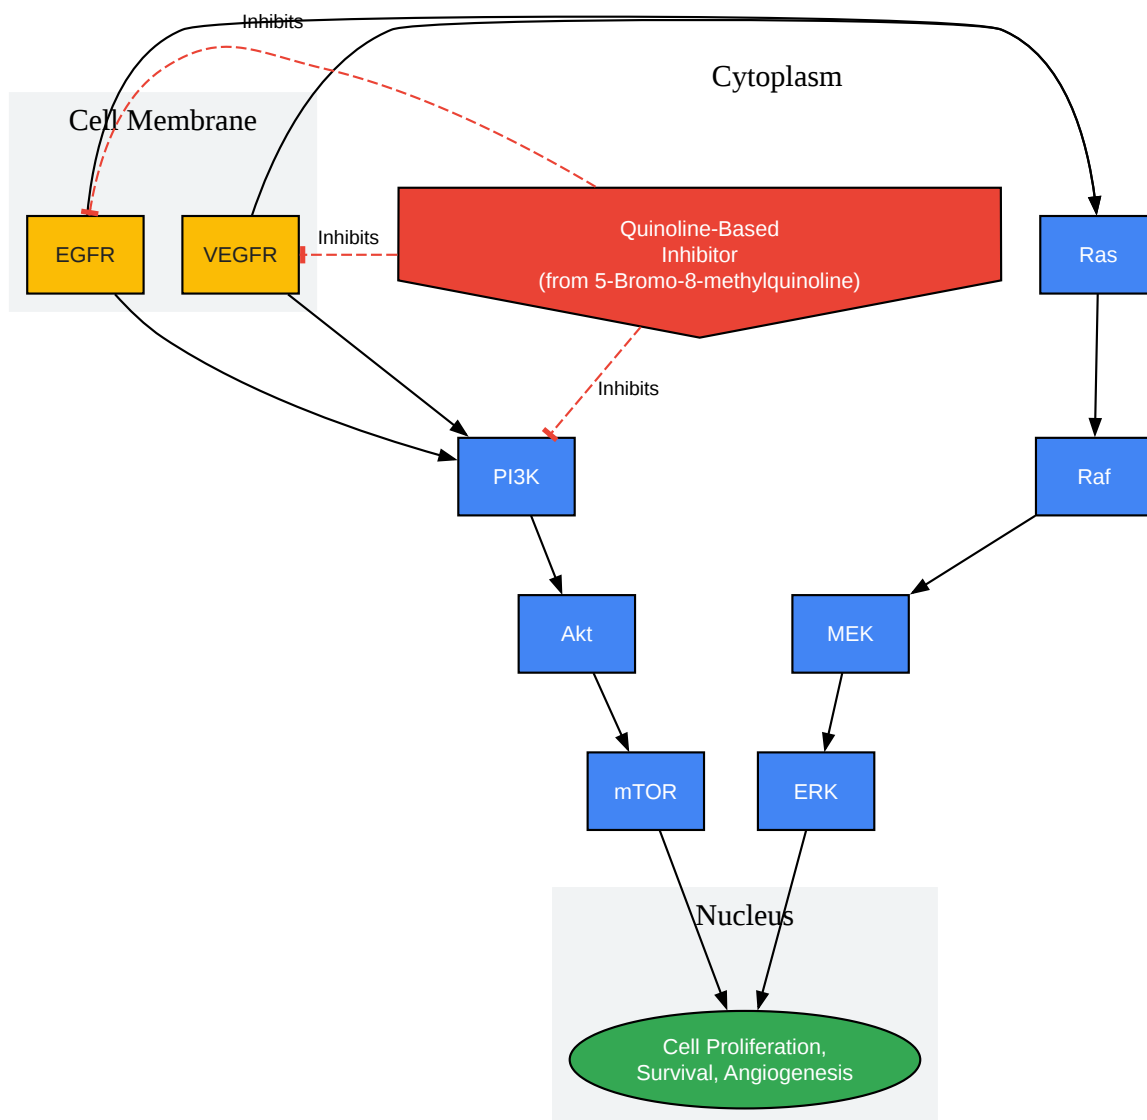 Inhibits
Cytoplasm
Cell Membrane
EGFR
VEGFR
Inhibits
Quinoline-Based
Inhibitor
(from 5-Bromo-8-methylquinoline)
Ras
Inhibits
PI3K
Raf
Akt
MEK
mTOR
ERK
Nucleus
Cell Proliferation,
Survival, Angiogenesis